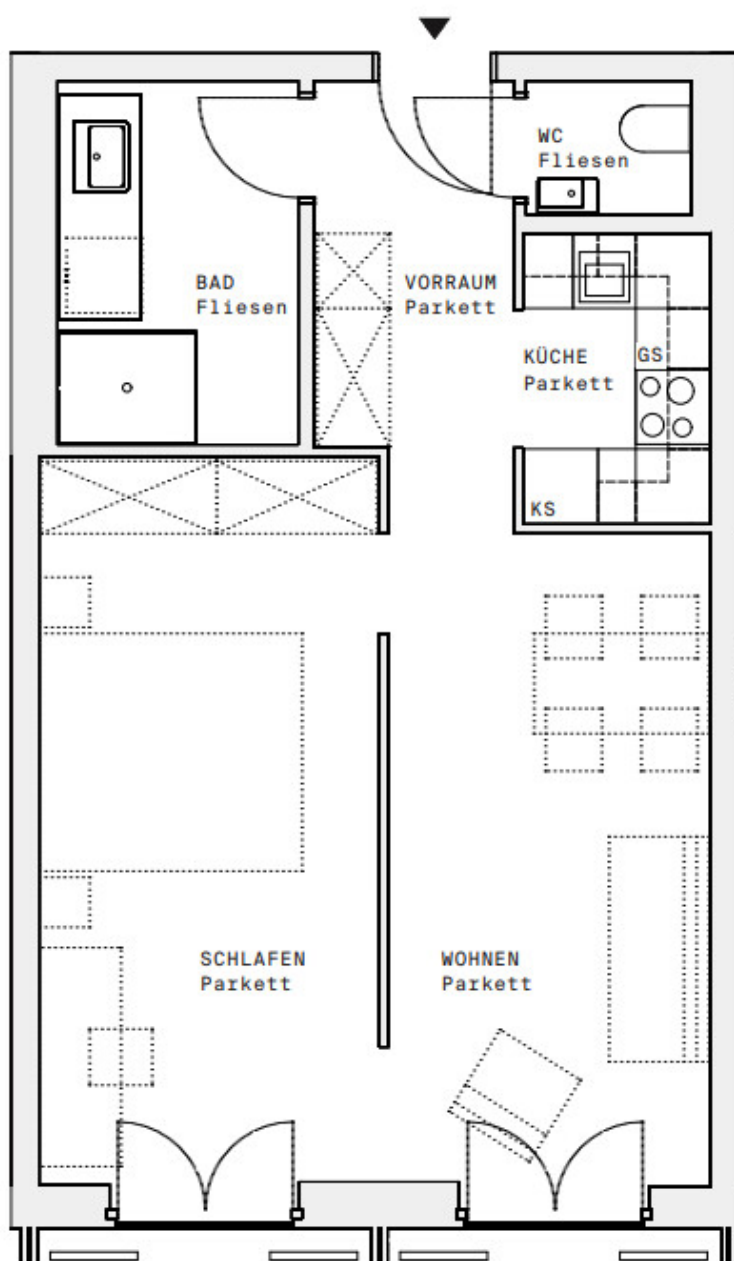 WC
Fliesen
BAD
Fliesen
VORRAUM
Parkett
KÜCHE
Parkett
GS
KS
SCHLAFEN
Parkett
WOHNEN
Parkett